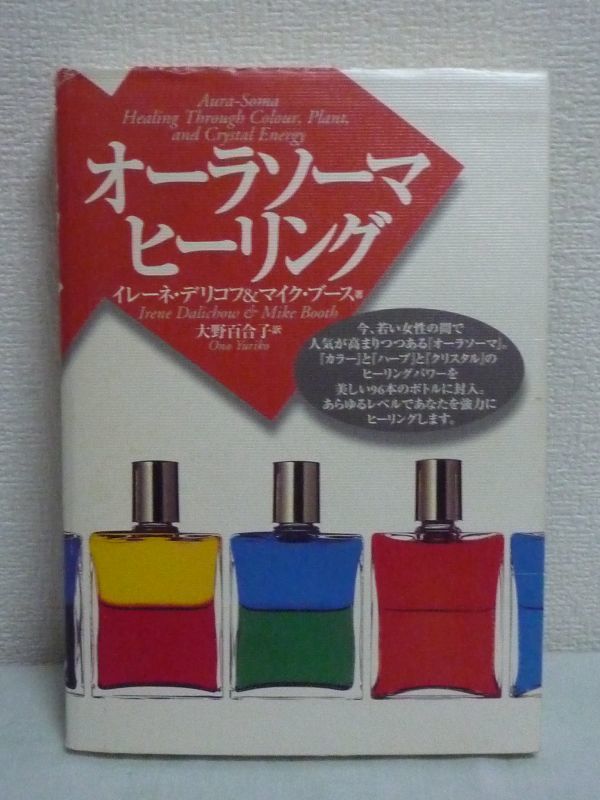 Aura-Soma
Healing Through Colour, Plant,
and Crystal Energy
オーラソーマ
ヒーリング
イレーネ・デリコフ&マイク・ブース 著
Irene Dalichow & Mike Booth
大野百合子 訳
Ono Yuriko
今、若い女性の間で
人気が高まりつつある『オーラソーマ』。
『カラー』と『ハーブ』と『クリスタル』の
ヒーリングパワーを
美しい96本のボトルに封入。
あらゆるレベルであなたを強力に
ヒーリングします。